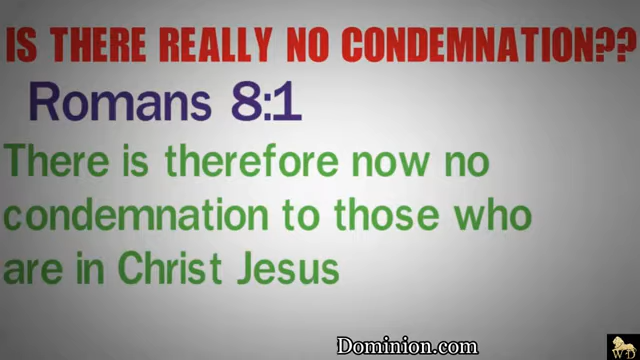 IS THERE REALLY NO CONDEMNATION??
Romans 8:1
There is therefore now no
condemnation to those who
are in Christ Jesus
Dominion.com
WD